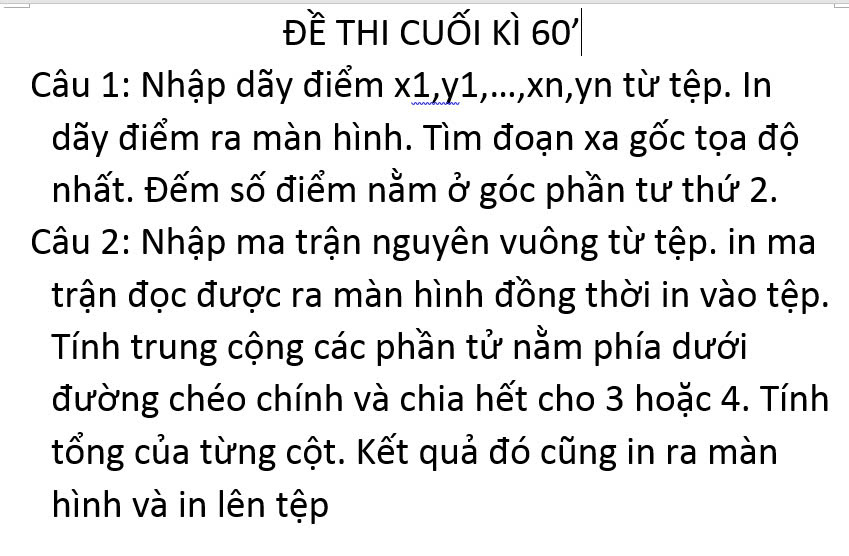 ĐỀ THI CUỐI KÌ 60’
Câu 1: Nhập dãy điểm x1,y1,...,xn,yn từ tệp. In
dãy điểm ra màn hình. Tìm đoạn xa gốc tọa độ
nhất. Đếm số điểm nằm ở góc phần tư thứ 2.
Câu 2: Nhập ma trận nguyên vuông từ tệp. in ma
trận đọc được ra màn hình đồng thời in vào tệp.
Tính trung cộng các phần tử nằm phía dưới
đường chéo chính và chia hết cho 3 hoặc 4. Tính
tổng của từng cột. Kết quả đó cũng in ra màn
hình và in lên tệp